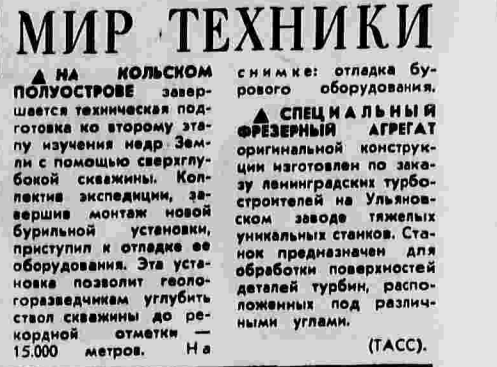 МИР ТЕХНИКИ
▲ НА КОЛЬСКОМ
ПОЛУОСТРОВЕ завер-
шается техническая под-
готовка ко второму эта-
пу изучения недр Зем-
ли с помощью сверхглу-
бокой скважины. Кол-
лектив экспедиции, за-
вершив монтаж новой
бурильной установки,
приступил к отладке ее
оборудования. Эта уста-
новка позволит геоло-
горазведчикам углубить
ствол скважины до ре-
кордной отметки —
15.000 метров. На
снимке: отладка бу-
рового оборудования.
▲ СПЕЦИАЛЬНЫЙ
ФРЕЗЕРНЫЙ АГРЕГАТ
оригинальной конструк-
ции изготовлен по зака-
зу ленинградских турбо-
строителей на Ульянов-
ском заводе тяжелых
уникальных станков. Ста-
нок предназначен для
обработки поверхностей
деталей турбин, распо-
ложенных под различ-
ными углами.
(ТАСС).